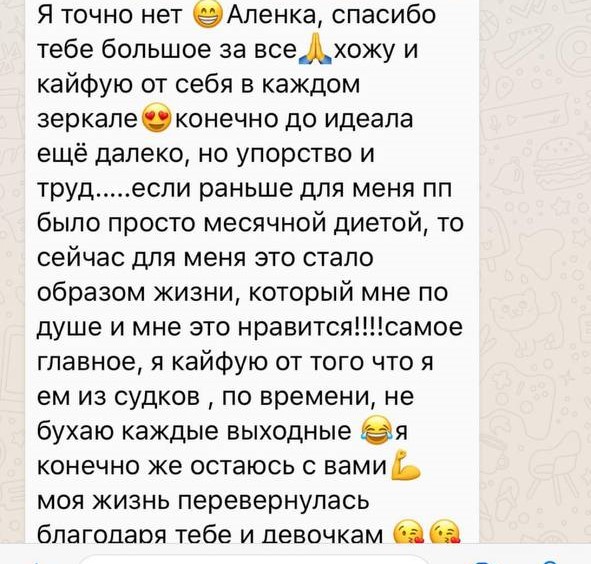 Я точно нет 😁Аленка, спасибо
тебе большое за все🙏хожу и
кайфую от себя в каждом
зеркале😍конечно до идеала
ещё далеко, но упорство и
труд.....если раньше для меня пп
было просто месячной диетой, то
сейчас для меня это стало
образом жизни, который мне по
душе и мне это нравится!!!!самое
главное, я кайфую от того что я
ем из судков , по времени, не
бухаю каждые выходные 😂я
конечно же остаюсь с вами💪
моя жизнь перевернулась
благодаря тебе и девочкам 😘😘